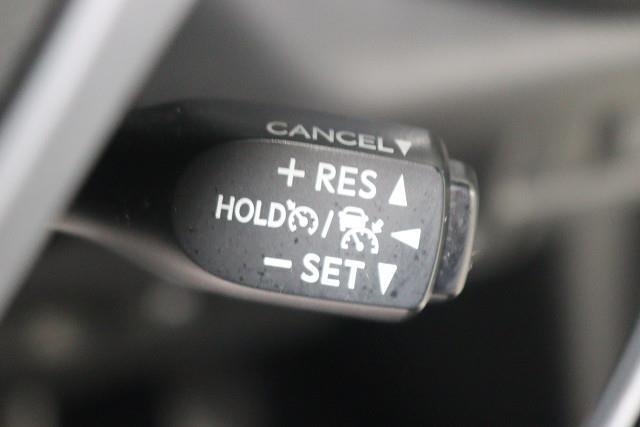 CANCEL ▼
+ RES ▲
HOLD / ◀
− SET ▼